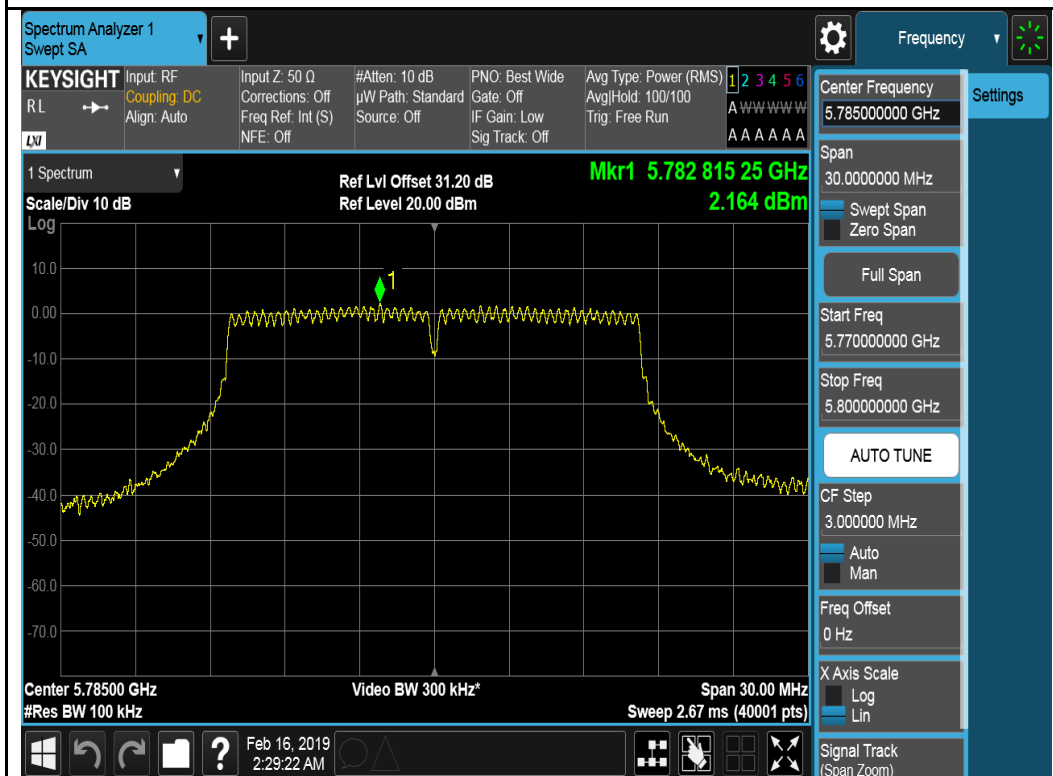 Spectrum Analyzer 1
Swept SA
+
Frequency
KEYSIGHT
RL
LXI
Input: RF
Coupling: DC
Align: Auto
Input Z: 50 Ω
Corrections: Off
Freq Ref: Int (S)
NFE: Off
#Atten: 10 dB
µW Path: Standard
Source: Off
PNO: Best Wide
Gate: Off
IF Gain: Low
Sig Track: Off
Avg Type: Power (RMS)
Avg|Hold: 100/100
Trig: Free Run
1 2 3 4 5 6
A W W W W W
A A A A A A
1 Spectrum
Scale/Div 10 dB
Log
Ref Lvl Offset 31.20 dB
Ref Level 20.00 dBm
Mkr1 5.782 815 25 GHz
2.164 dBm
1
10.0
0.00
-10.0
-20.0
-30.0
-40.0
-50.0
-60.0
-70.0
Center 5.78500 GHz
#Res BW 100 kHz
Video BW 300 kHz*
Span 30.00 MHz
Sweep 2.67 ms (40001 pts)
Center Frequency
5.785000000 GHz
Settings
Span
30.0000000 MHz
Swept Span
Zero Span
Full Span
Start Freq
5.770000000 GHz
Stop Freq
5.800000000 GHz
AUTO TUNE
CF Step
3.000000 MHz
Auto
Man
Freq Offset
0 Hz
X Axis Scale
Log
Lin
Signal Track
(Span Zoom)
?
Feb 16, 2019
2:29:22 AM